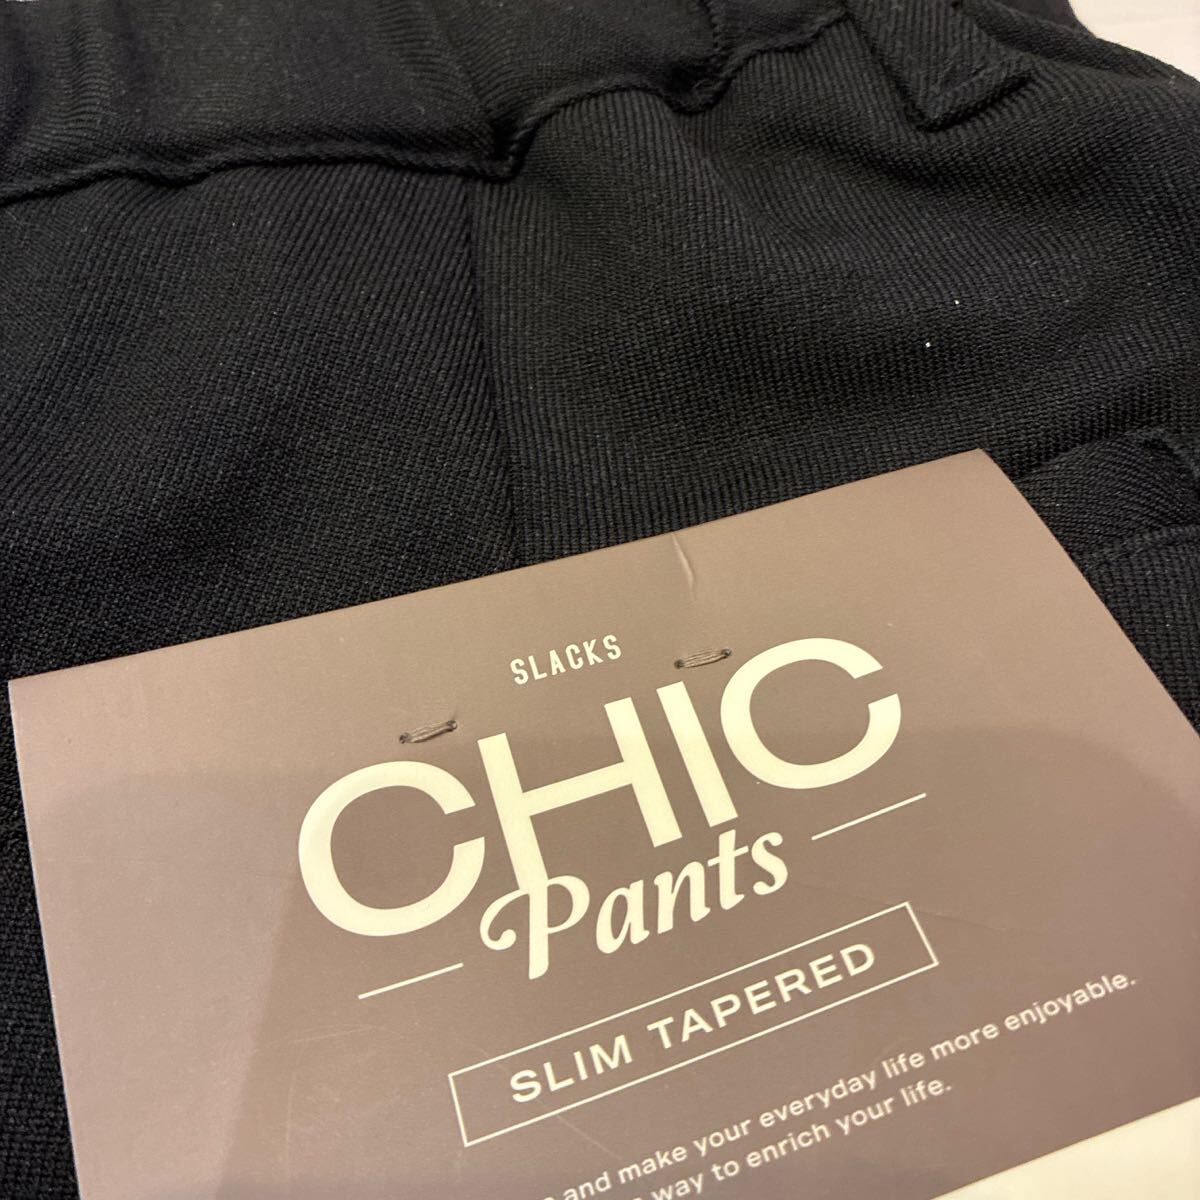 SLACKS
CHIC
Pants
SLIM TAPERED
and make your everyday life more enjoyable.
way to enrich your life.